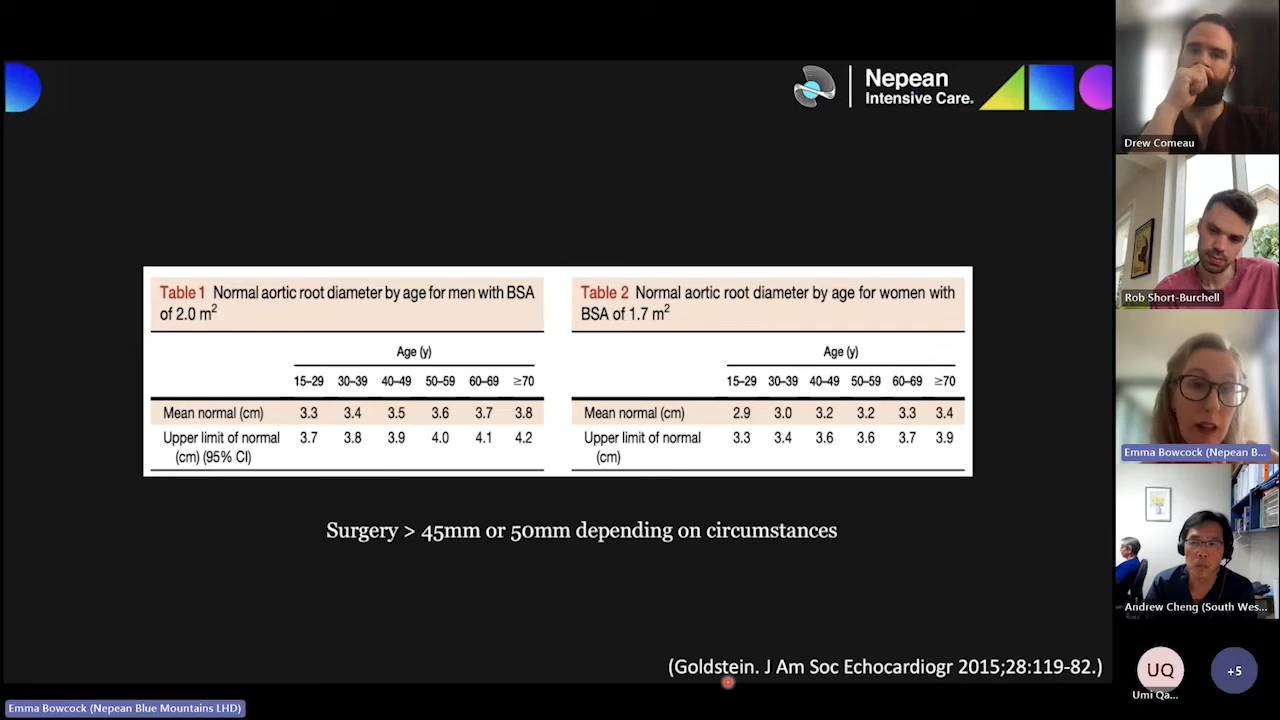 Nepean
Intensive Care.
Table 1 Normal aortic root diameter by age for men with BSA
of 2.0 m²
Age (y)
15–29 30–39 40–49 50–59 60–69 ≥70
Mean normal (cm) 3.3 3.4 3.5 3.6 3.7 3.8
Upper limit of normal 3.7 3.8 3.9 4.0 4.1 4.2
(cm) (95% CI)
Table 2 Normal aortic root diameter by age for women with
BSA of 1.7 m²
Age (y)
15–29 30–39 40–49 50–59 60–69 ≥70
Mean normal (cm) 2.9 3.0 3.2 3.2 3.3 3.4
Upper limit of normal 3.3 3.4 3.6 3.6 3.7 3.9
(cm)
Surgery > 45mm or 50mm depending on circumstances
(Goldstein. J Am Soc Echocardiogr 2015;28:119-82.)
Emma Bowcock (Nepean Blue Mountains LHD)
Drew Comeau
Rob Short-Burchell
Emma Bowcock (Nepean B...
Andrew Cheng (South Wes...
UQ
Umi Qa...
+5